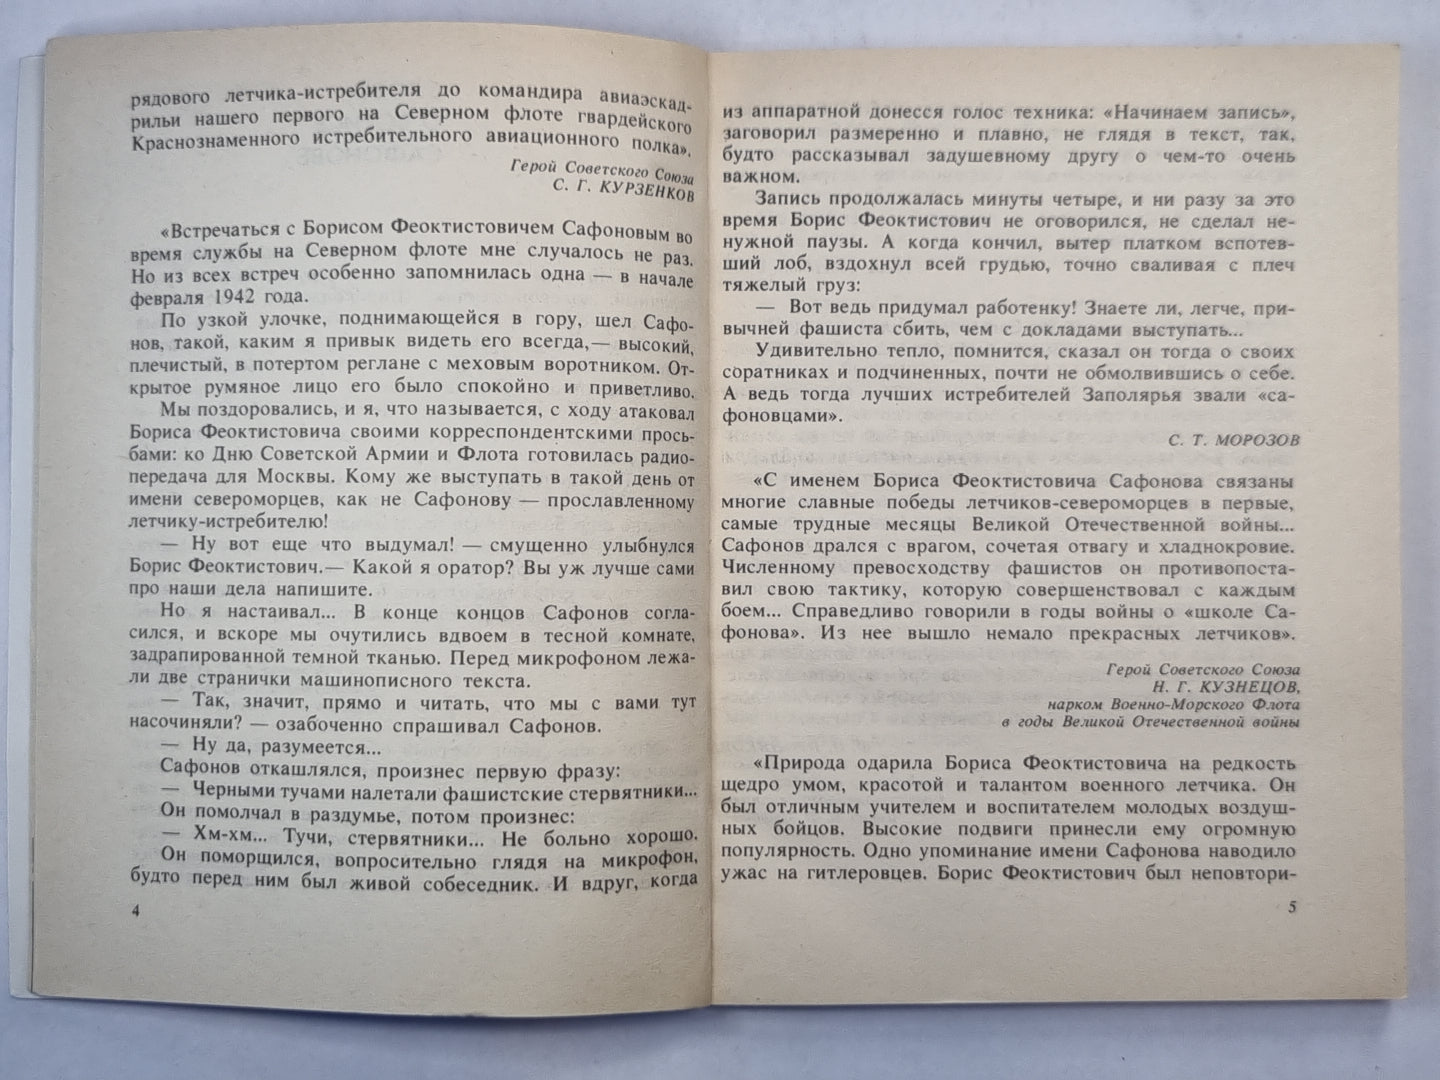 рядового летчика-истребителя до командира авиаэскад-
рильи нашего первого на Северном флоте гвардейского
Краснознаменного истребительного авиационного полка».
Герой Советского Союза
С. Г. КУРЗЕНКОВ
«Встречаться с Борисом Феоктистовичем Сафоновым во
время службы на Северном флоте мне случалось не раз.
Но из всех встреч особенно запомнилась одна — в начале
февраля 1942 года.
По узкой улочке, поднимающейся в гору, шел Сафо-
нов, такой, каким я привык видеть его всегда,— высокий,
плечистый, в потертом реглане с меховым воротником. От-
крытое румяное лицо его было спокойно и приветливо.
Мы поздоровались, и я, что называется, с ходу атаковал
Бориса Феоктистовича своими корреспондентскими прось-
бами: ко Дню Советской Армии и Флота готовилась радио-
передача для Москвы. Кому же выступать в такой день от
имени североморцев, как не Сафонову — прославленному
летчику-истребителю!
— Ну вот еще что выдумал! — смущенно улыбнулся
Борис Феоктистович.— Какой я оратор? Вы уж лучше сами
про наши дела напишите.
Но я настаивал... В конце концов Сафонов согла-
сился, и вскоре мы очутились вдвоем в тесной комнате,
задрапированной темной тканью. Перед микрофоном лежа-
ли две странички машинописного текста.
— Так, значит, прямо и читать, что мы с вами тут
насочиняли? — озабоченно спрашивал Сафонов.
— Ну да, разумеется...
Сафонов откашлялся, произнес первую фразу:
— Черными тучами налетали фашистские стервятники...
Он помолчал в раздумье, потом произнес:
— Хм-хм... Тучи, стервятники... Не больно хорошо.
Он поморщился, вопросительно глядя на микрофон,
будто перед ним был живой собеседник. И вдруг, когда
4
из аппаратной донесся голос техника: «Начинаем запись»,
заговорил размеренно и плавно, не глядя в текст, так,
будто рассказывал задушевному другу о чем-то очень
важном.
Запись продолжалась минуты четыре, и ни разу за это
время Борис Феоктистович не оговорился, не сделал не-
нужной паузы. А когда кончил, вытер платком вспотев-
ший лоб, вздохнул всей грудью, точно сваливая с плеч
тяжелый груз:
— Вот ведь придумал работенку! Знаете ли, легче, при-
вычней фашиста сбить, чем с докладами выступать...
Удивительно тепло, помнится, сказал он тогда о своих
соратниках и подчиненных, почти не обмолвившись о себе.
А ведь тогда лучших истребителей Заполярья звали «са-
фоновцами».
С. Т. МОРОЗОВ
«С именем Бориса Феоктистовича Сафонова связаны
многие славные победы летчиков-североморцев в первые,
самые трудные месяцы Великой Отечественной войны...
Сафонов дрался с врагом, сочетая отвагу и хладнокровие.
Численному превосходству фашистов он противопоста-
вил свою тактику, которую совершенствовал с каждым
боем... Справедливо говорили в годы войны о «школе Са-
фонова». Из нее вышло немало прекрасных летчиков».
Герой Советского Союза
Н. Г. КУЗНЕЦОВ,
нарком Военно-Морского Флота
в годы Великой Отечественной войны
«Природа одарила Бориса Феоктистовича на редкость
щедро умом, красотой и талантом военного летчика. Он
был отличным учителем и воспитателем молодых воздуш-
ных бойцов. Высокие подвиги принесли ему огромную
популярность. Одно упоминание имени Сафонова наводило
ужас на гитлеровцев. Борис Феоктистович был неповтори-
5